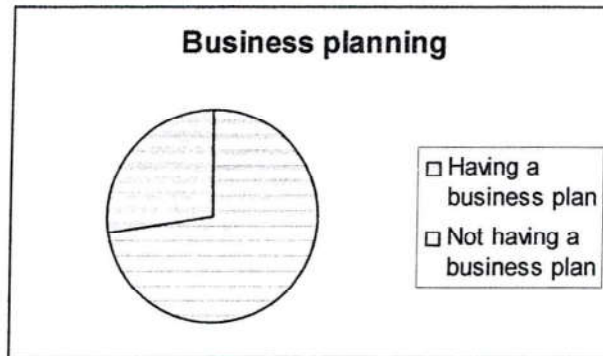 Business planning
Having a
business plan
Not having a
business plan